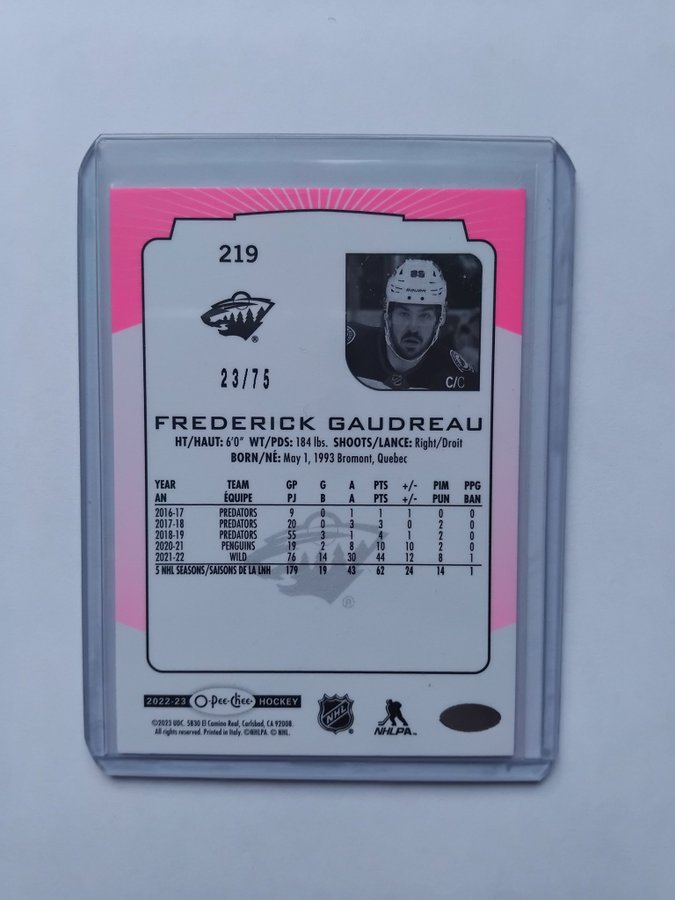 219
23/75
C/C
FREDERICK GAUDREAU
HT/HAUT: 6'0" WT/PDS: 184 lbs. SHOOTS/LANCE: Right/Droit
BORN/NÉ: May 1, 1993 Bromont, Quebec
YEAR TEAM GP G A PTS +/- PIM PPG
AN ÉQUIPE PJ B A PTS +/- PUN BAN
2016-17 PREDATORS 9 0 1 1 1 0 0
2017-18 PREDATORS 20 0 3 3 0 2 0
2018-19 PREDATORS 55 3 1 4 1 2 0
2020-21 PENGUINS 19 2 8 10 10 2 0
2021-22 WILD 76 14 30 44 12 8 1
5 NHL SEASONS/SAISONS DE LA LNH 179 19 43 62 24 14 1
2022-23 O-Pee-Chee HOCKEY
NHL
NHLPA
©2023 UDC. 5830 El Camino Real, Carlsbad, CA 92008.
All rights reserved. Printed in Italy. ©NHLPA. © NHL.